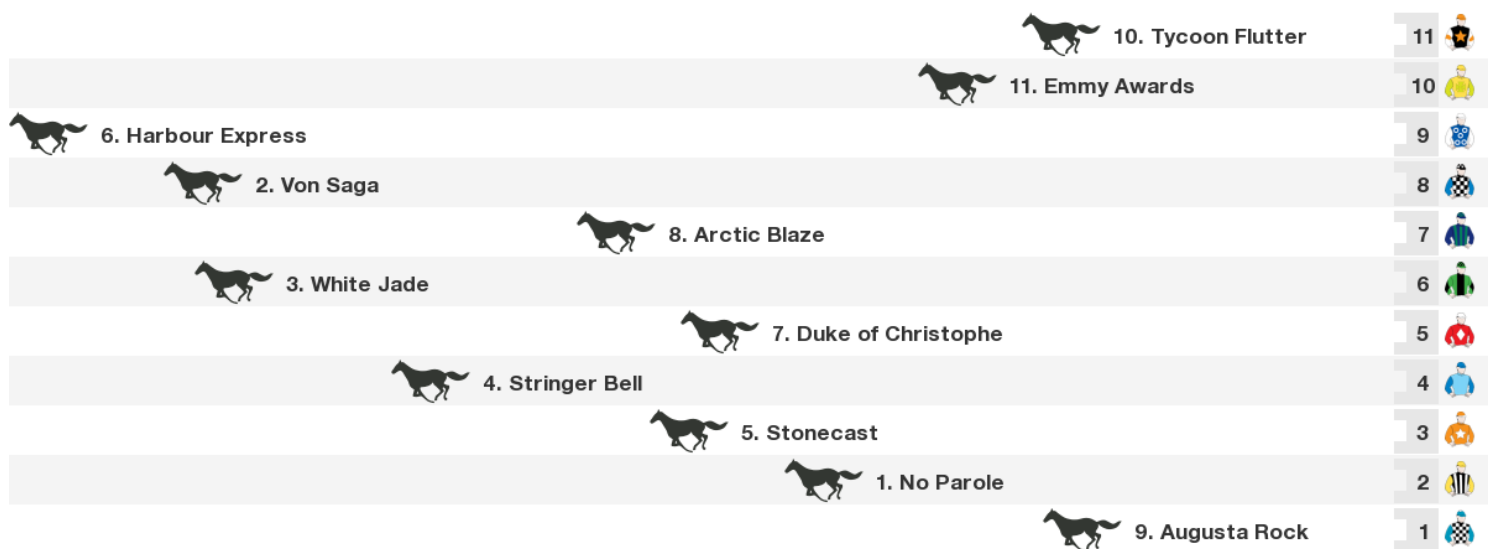 10. Tycoon Flutter 11
11. Emmy Awards 10
6. Harbour Express 9
2. Von Saga 8
8. Arctic Blaze 7
3. White Jade 6
7. Duke of Christophe 5
4. Stringer Bell 4
5. Stonecast 3
1. No Parole 2
9. Augusta Rock 1